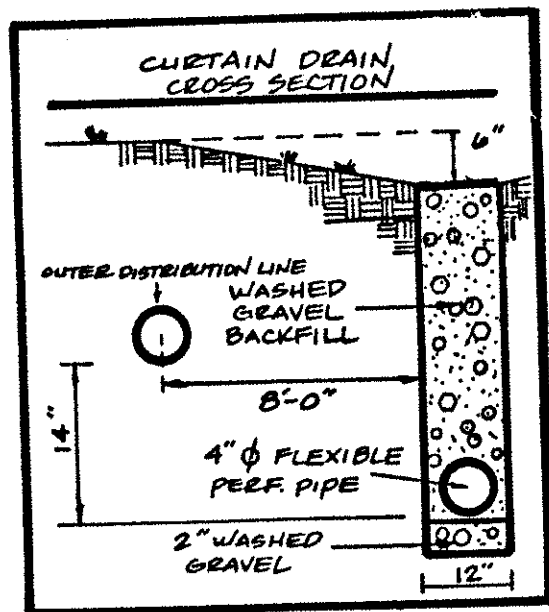 CURTAIN DRAIN,
CROSS SECTION
6"
OUTER DISTRIBUTION LINE
WASHED
GRAVEL
BACKFILL
8'-0"
14"
4" ϕ FLEXIBLE
PERF. PIPE
2" WASHED
GRAVEL
12"